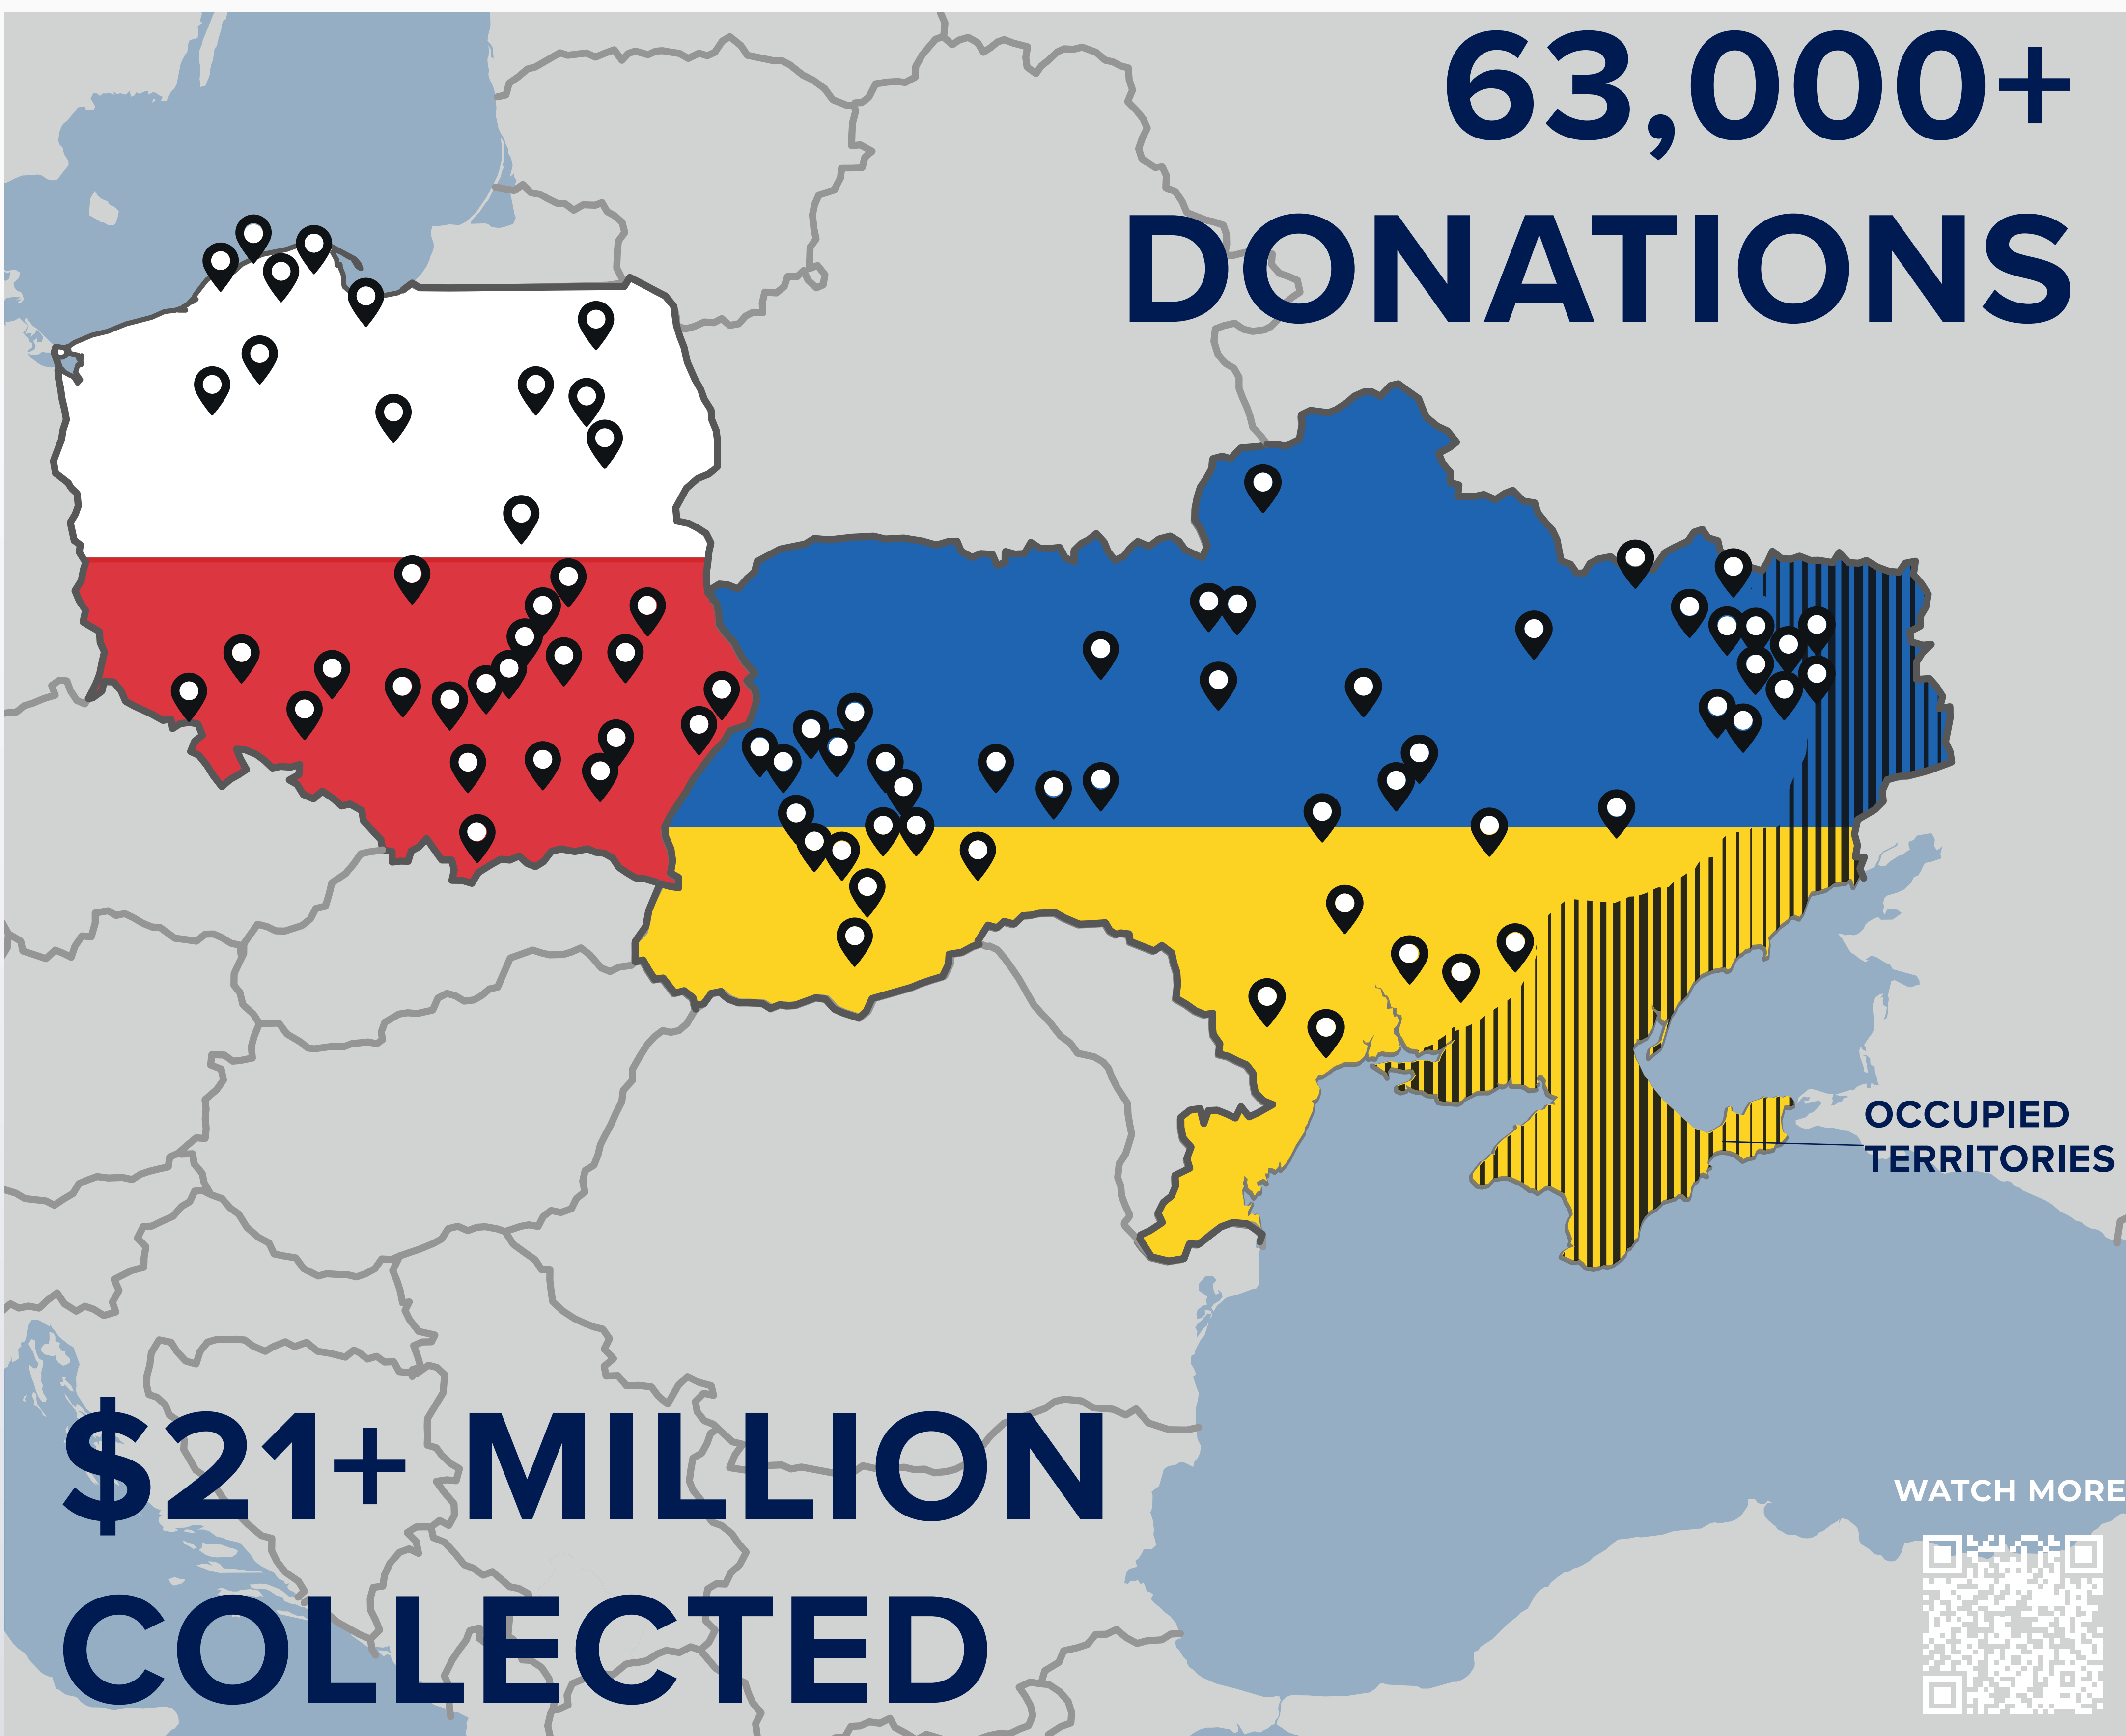 63,000+
DONATIONS
OCCUPIED
TERRITORIES
$21+ MILLION
COLLECTED
WATCH MORE